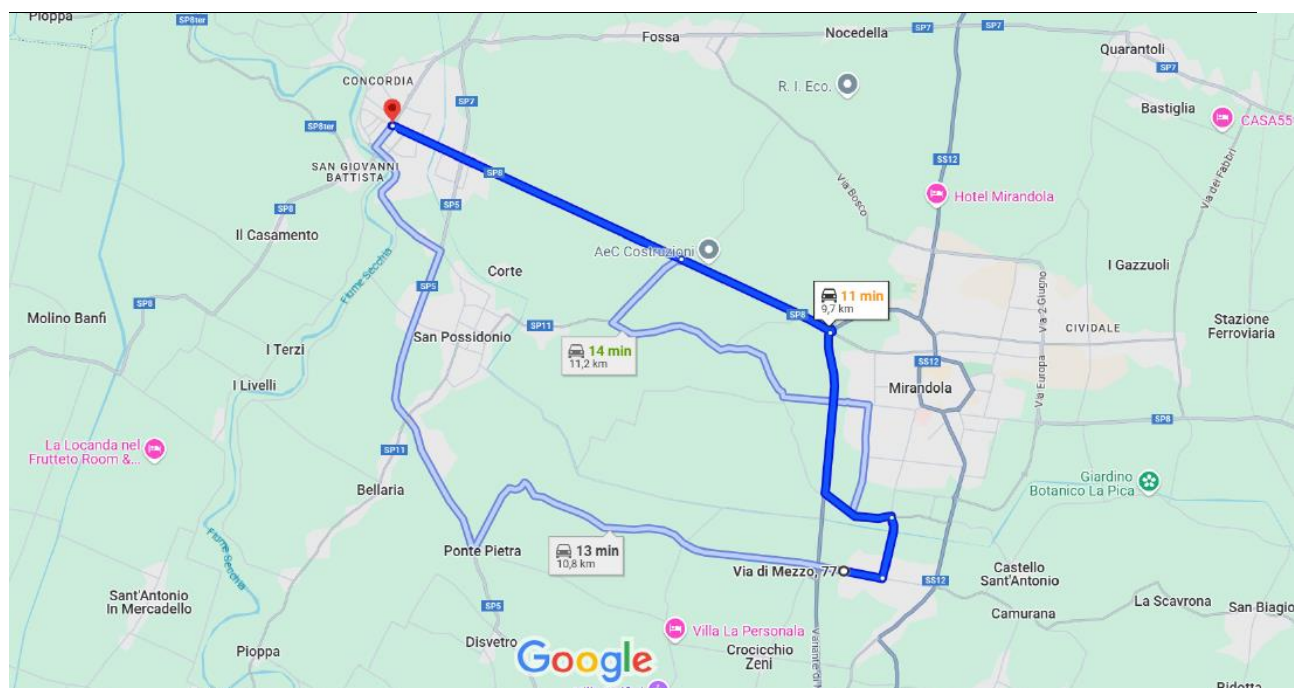 Pioppa
SP8ter
Fossa
Nocedella
SP7
SP7
Quarantoli
SP7
CONCORDIA
SP7
R. I. Eco.
Bastiglia
CASA55
SP8ter
SAN GIOVANNI
BATTISTA
SP8
SS12
Via Bosco
Via dei Fabbri
Hotel Mirandola
SP8
SP5
Il Casamento
Fiume Secchia
Corte
AeC Costruzioni
I Gazzuoli
SP8
Molino Banfi
SP5
11 min
9,7 km
SP8
Via 2 Giugno
CIVIDALE
Stazione
Ferroviaria
San Possidonio
SP11
14 min
11,2 km
I Terzi
SS12
I Livelli
Mirandola
Via Europa
SP8
La Locanda nel
Frutteto Room &...
SP11
Bellaria
Giardino
Botanico La Pica
Fiume Secchia
Ponte Pietra
13 min
10,8 km
Via di Mezzo, 77
SS12
Castello
Sant'Antonio
Sant'Antonio
In Mercadello
SP5
Camurana
La Scavrona
San Biagio
Disvetro
Villa La Personala
Pioppa
Google
Crocicchio
Zeni